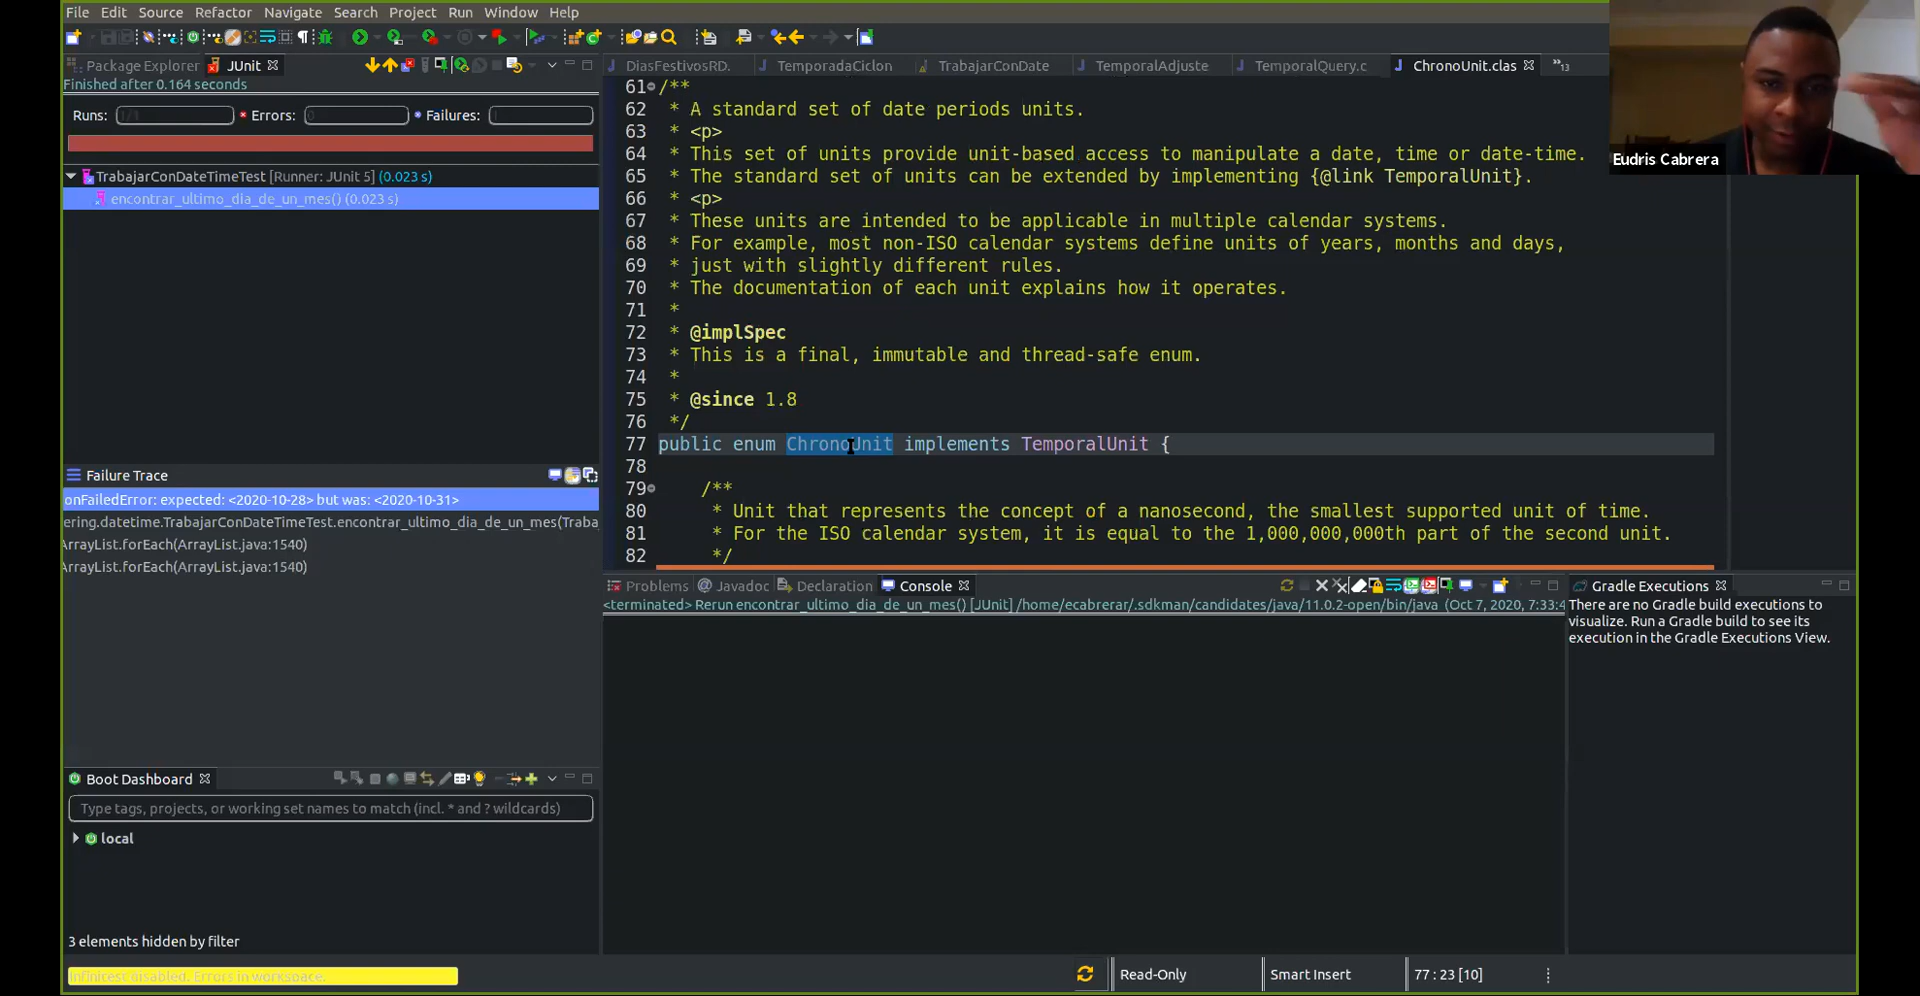 File Edit Source Refactor Navigate Search Project Run Window Help
Package Explorer JUnit
Finished after 0.164 seconds
Runs: 1/1 Errors: 0 Failures:
TrabajarConDateTimeTest [Runner: JUnit 5] (0.023 s)
encontrar_ultimo_dia_de_un_mes() (0.023 s)
Failure Trace
onFailedError: expected: <2020-10-28> but was: <2020-10-31>
ering.datetime.TrabajarConDateTimeTest.encontrar_ultimo_dia_de_un_mes(Traba
ArrayList.forEach(ArrayList.java:1540)
ArrayList.forEach(ArrayList.java:1540)
Boot Dashboard
Type tags, projects, or working set names to match (incl. * and ? wildcards)
local
3 elements hidden by filter
DiasFestivosRD. TemporadaCiclon TrabajarConDate TemporalAdjuste TemporalQuery.c ChronoUnit.clas »13
61 /**
62 * A standard set of date periods units.
63 * <p>
64 * This set of units provide unit-based access to manipulate a date, time or date-time.
65 * The standard set of units can be extended by implementing {@link TemporalUnit}.
66 * <p>
67 * These units are intended to be applicable in multiple calendar systems.
68 * For example, most non-ISO calendar systems define units of years, months and days,
69 * just with slightly different rules.
70 * The documentation of each unit explains how it operates.
71 *
72 * @implSpec
73 * This is a final, immutable and thread-safe enum.
74 *
75 * @since 1.8
76 */
77 public enum ChronoUnit implements TemporalUnit {
78
79 /**
80 * Unit that represents the concept of a nanosecond, the smallest supported unit of time.
81 * For the ISO calendar system, it is equal to the 1,000,000,000th part of the second unit.
82 */
Eudris Cabrera
Problems Javadoc Declaration Console
<terminated> Rerun encontrar_ultimo_dia_de_un_mes() [JUnit] /home/ecabrerar/.sdkman/candidates/java/11.0.2-open/bin/java (Oct 7, 2020, 7:33:4
Gradle Executions
There are no Gradle build executions to
visualize. Run a Gradle build to see its
execution in the Gradle Executions View.
Infinitest disabled. Errors in workspace.
Read-Only Smart Insert 77 : 23 [10]